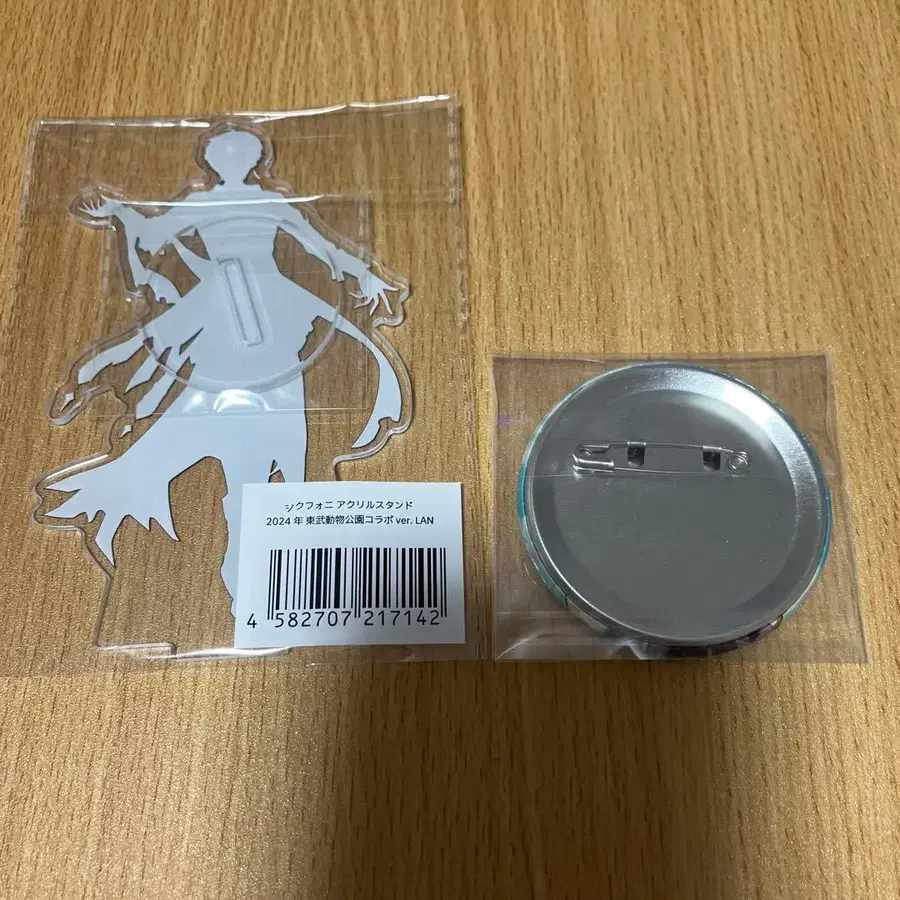 シクフォニ アクリルスタンド
2024 年 東武動物公園コラボ ver. LAN
4 582707 217142